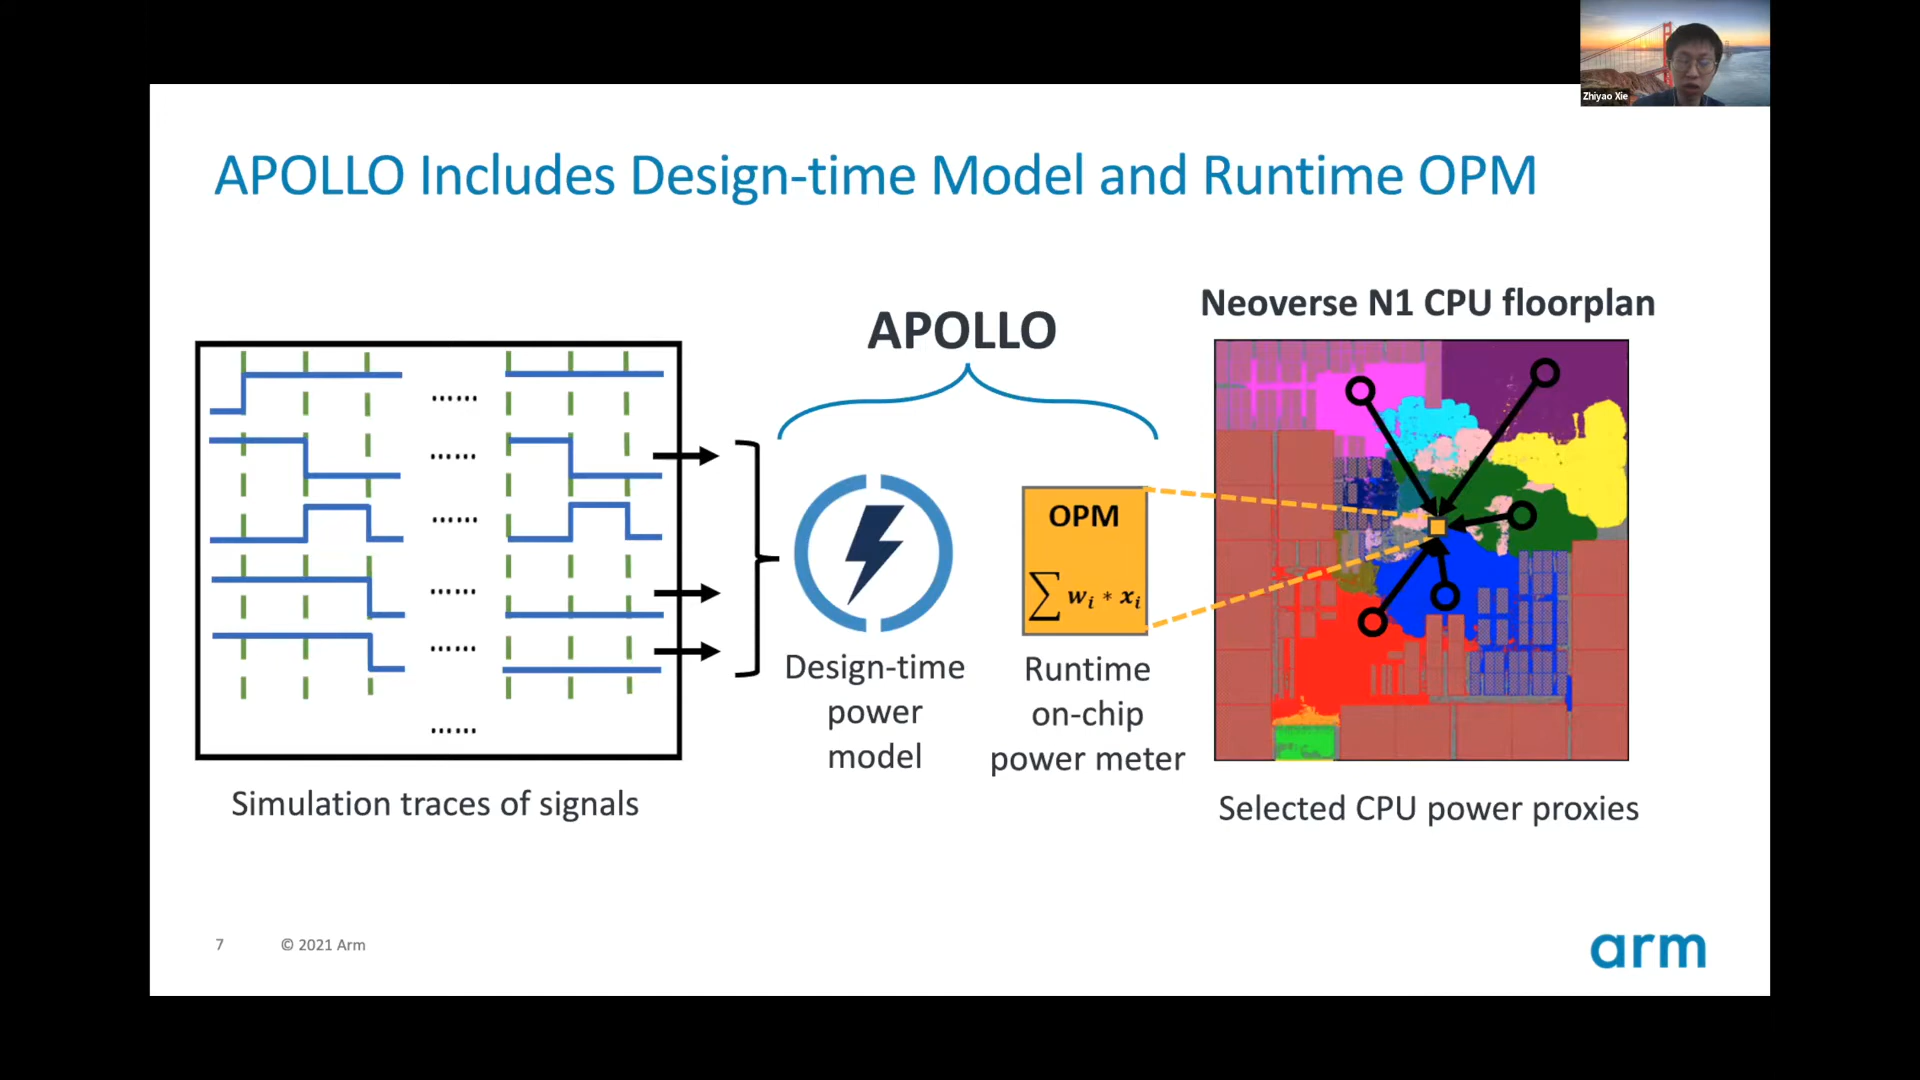 Zhiyao Xie
APOLLO Includes Design-time Model and Runtime OPM
APOLLO
Neoverse N1 CPU floorplan
......
......
......
......
......
......
OPM
∑ wᵢ * xᵢ
Design-time
power
model
Runtime
on-chip
power meter
Simulation traces of signals
Selected CPU power proxies
7
© 2021 Arm
arm